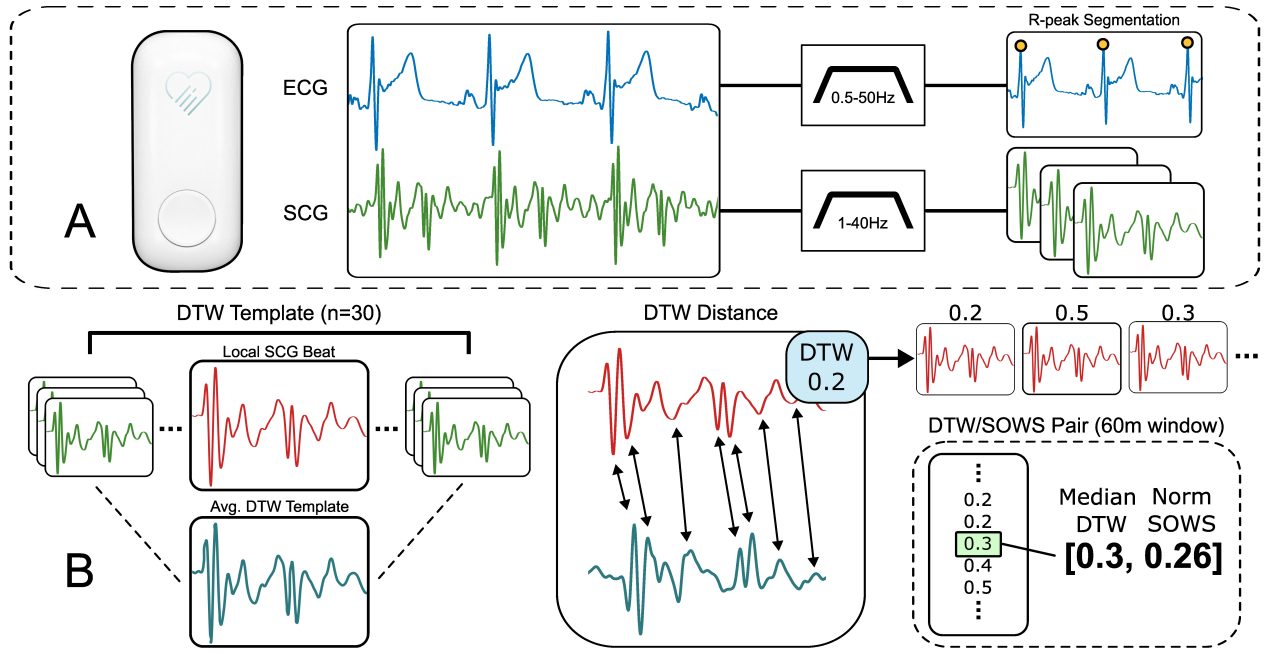 R-peak Segmentation
ECG
0.5-50Hz
SCG
1-40Hz
A
DTW Template (n=30)
Local SCG Beat
...
...
Avg. DTW Template
B
DTW Distance
DTW
0.2
0.2
0.5
0.3
...
DTW/SOWS Pair (60m window)
...
0.2
0.2
0.3
0.4
0.5
...
Median Norm
DTW SOWS
[0.3, 0.26]